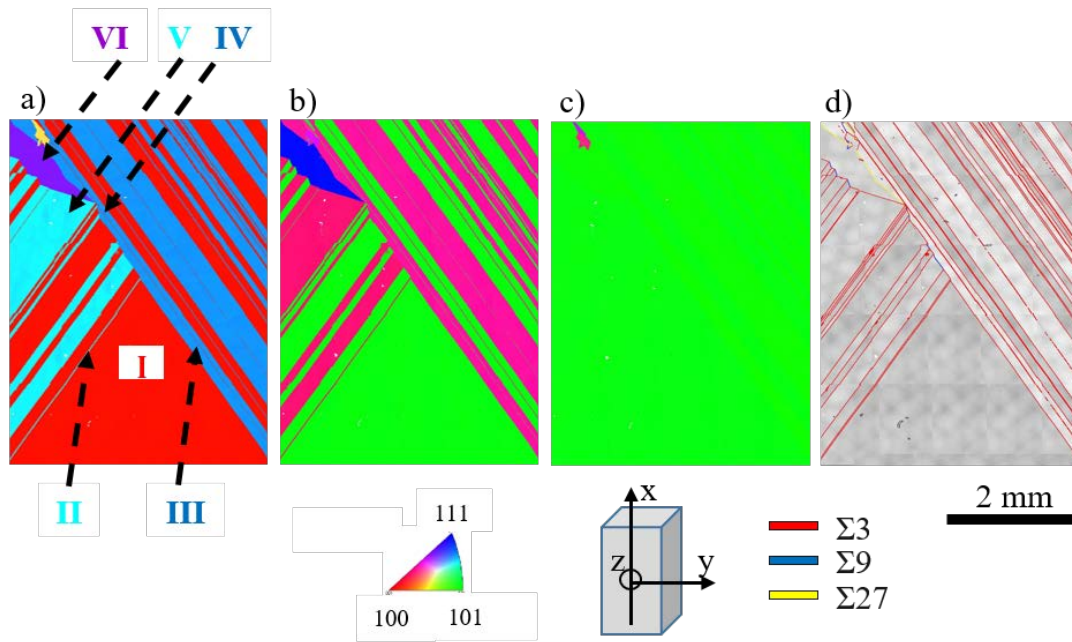 VI V IV
a) b) c) d)
I
II III
111
100 101
x
z y
2 mm
Σ3
Σ9
Σ27